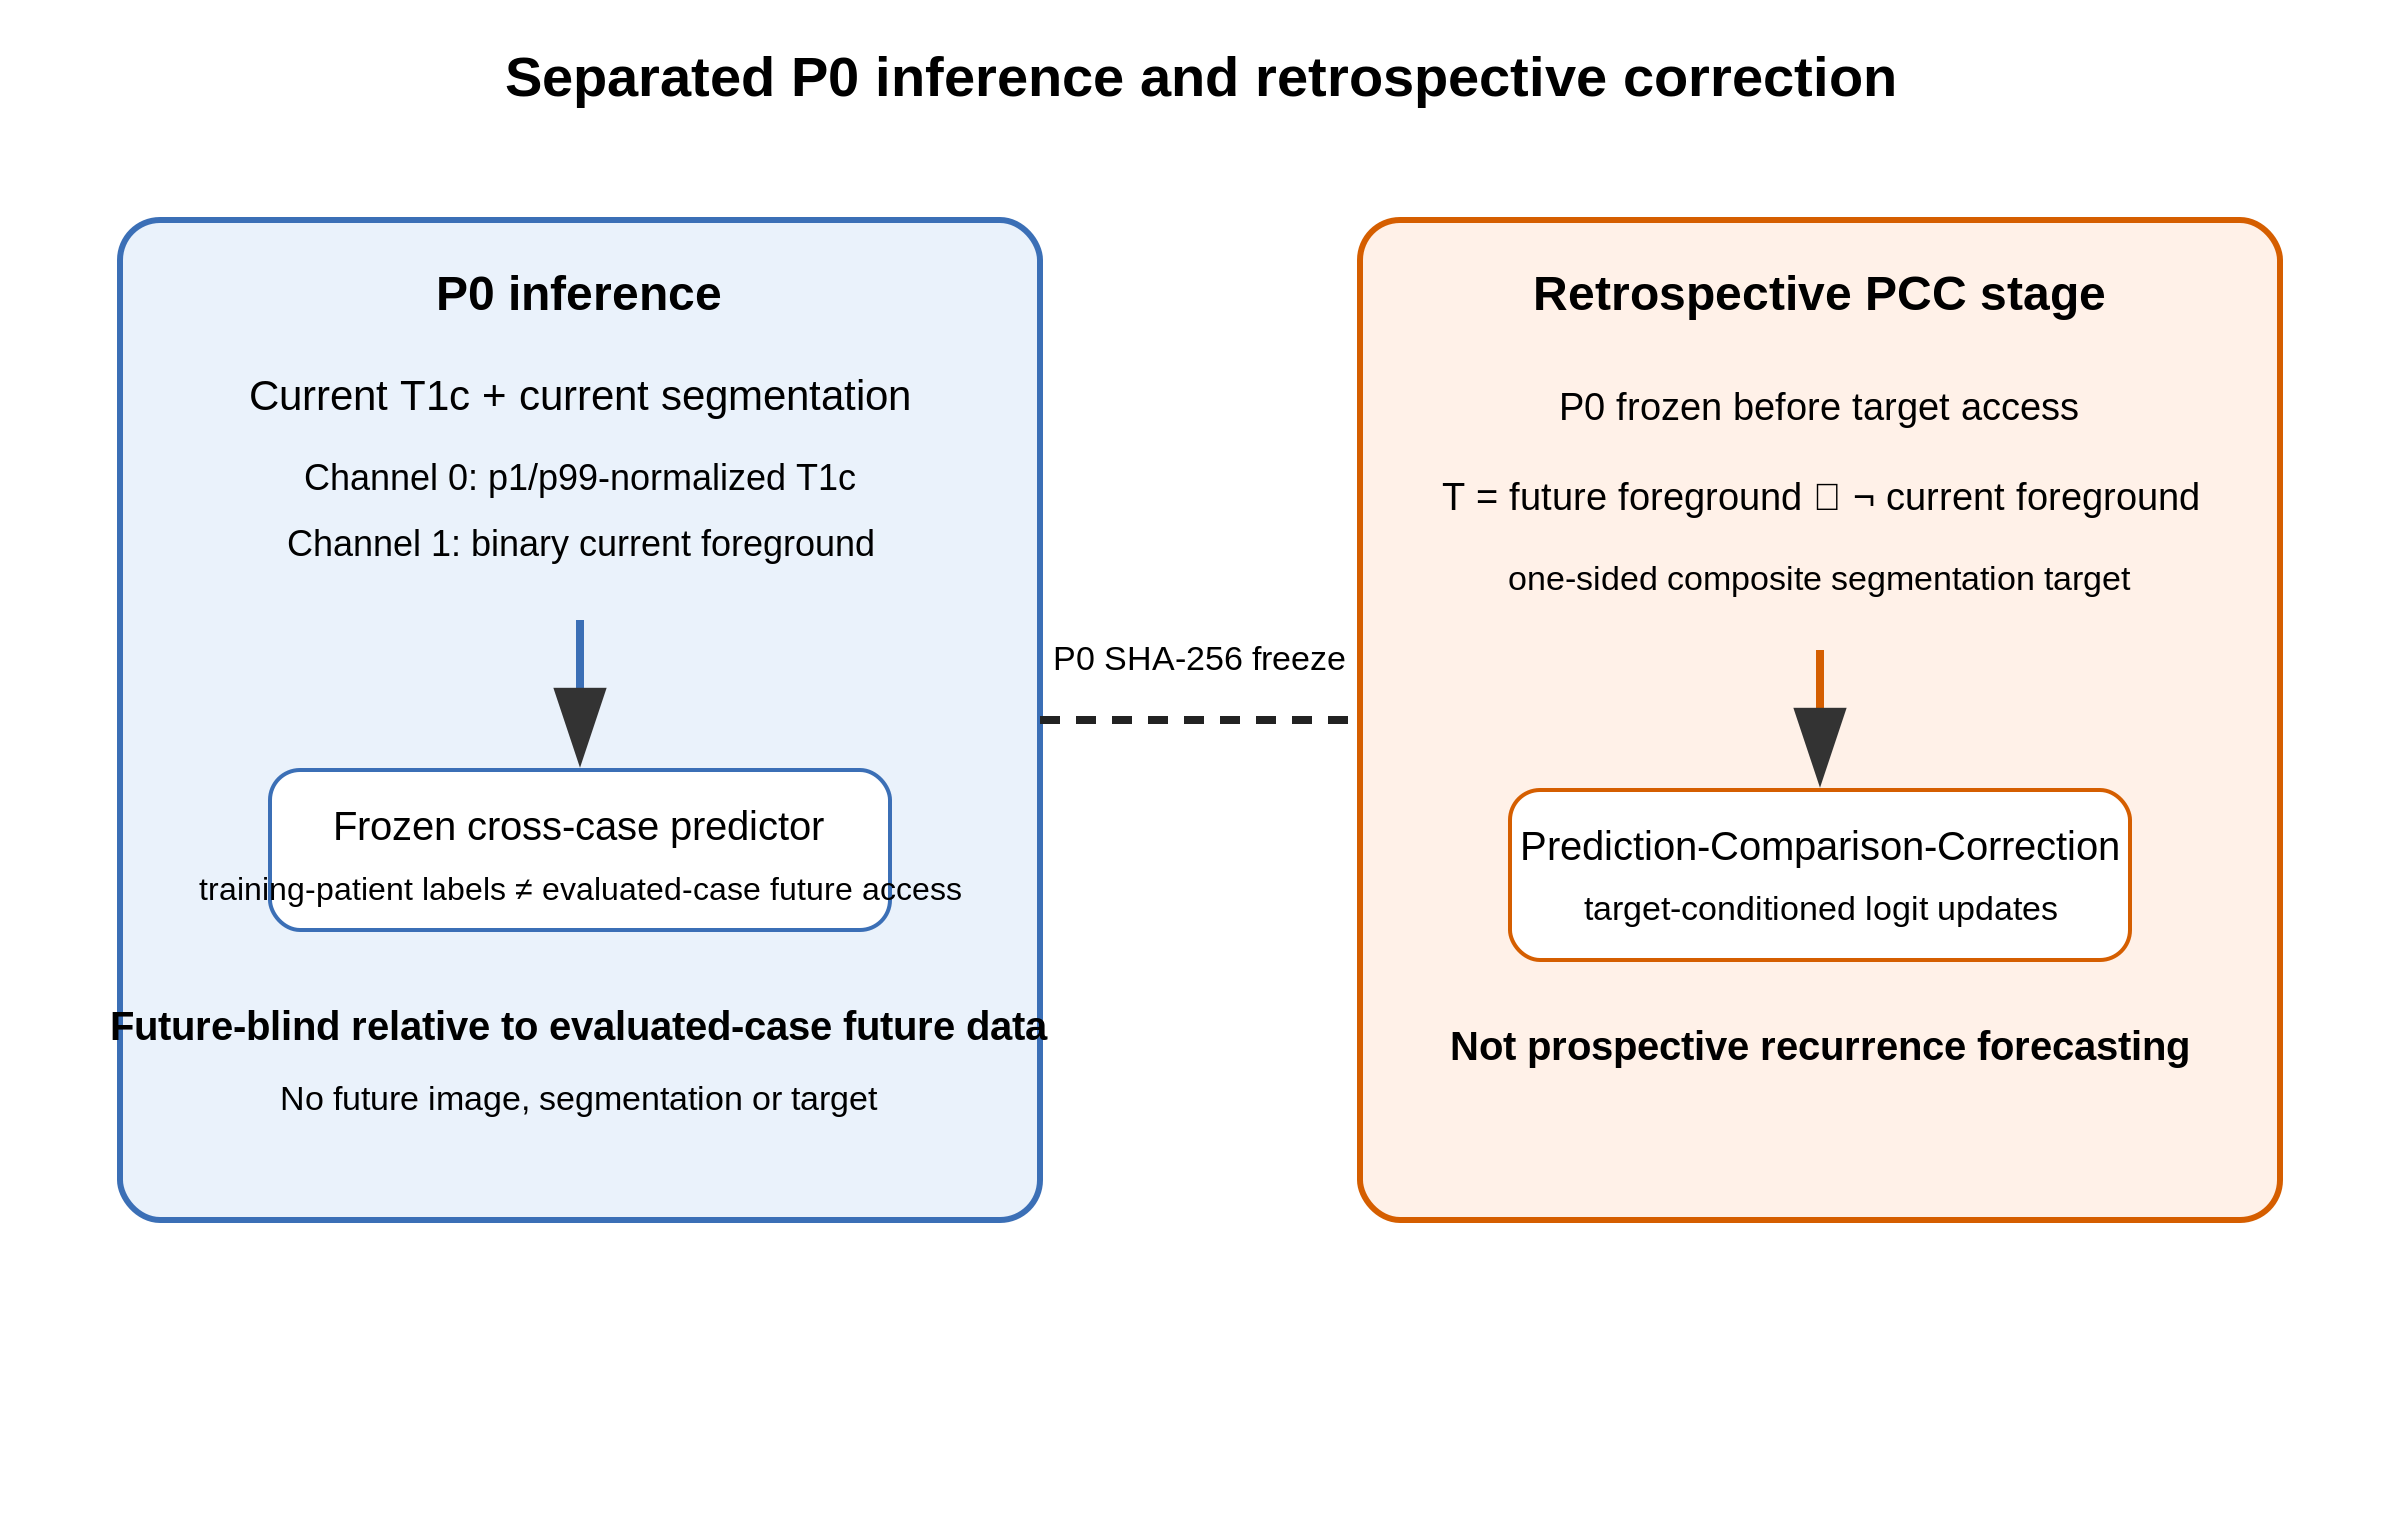 Separated P0 inference and retrospective correction
P0 inference
Current T1c + current segmentation
Channel 0: p1/p99-normalized T1c
Channel 1: binary current foreground
Frozen cross-case predictor
training-patient labels ≠ evaluated-case future access
Future-blind relative to evaluated-case future data
No future image, segmentation or target
P0 SHA-256 freeze
Retrospective PCC stage
P0 frozen before target access
T = future foreground □ ¬ current foreground
one-sided composite segmentation target
Prediction-Comparison-Correction
target-conditioned logit updates
Not prospective recurrence forecasting